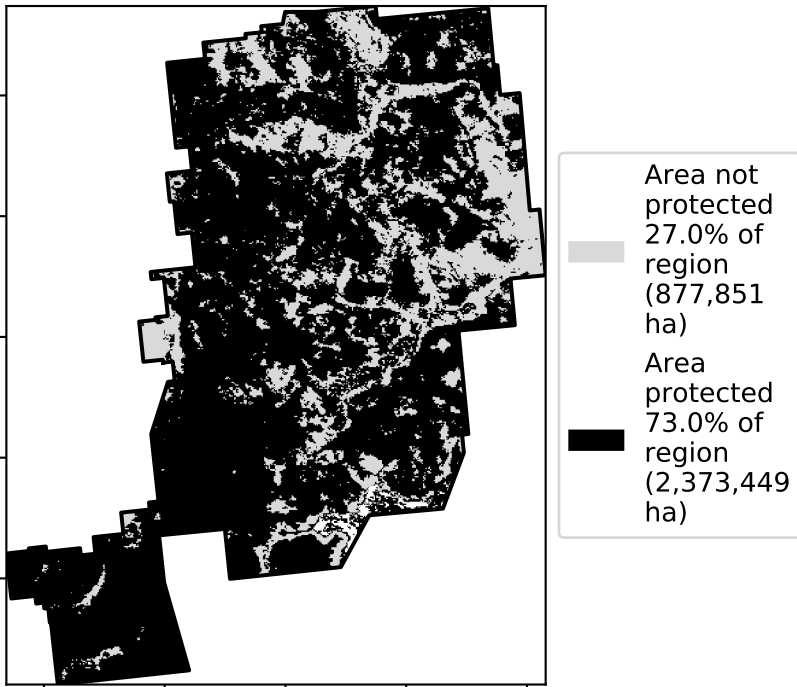 Area not
protected
27.0% of
region
(877,851
ha)
Area
protected
73.0% of
region
(2,373,449
ha)